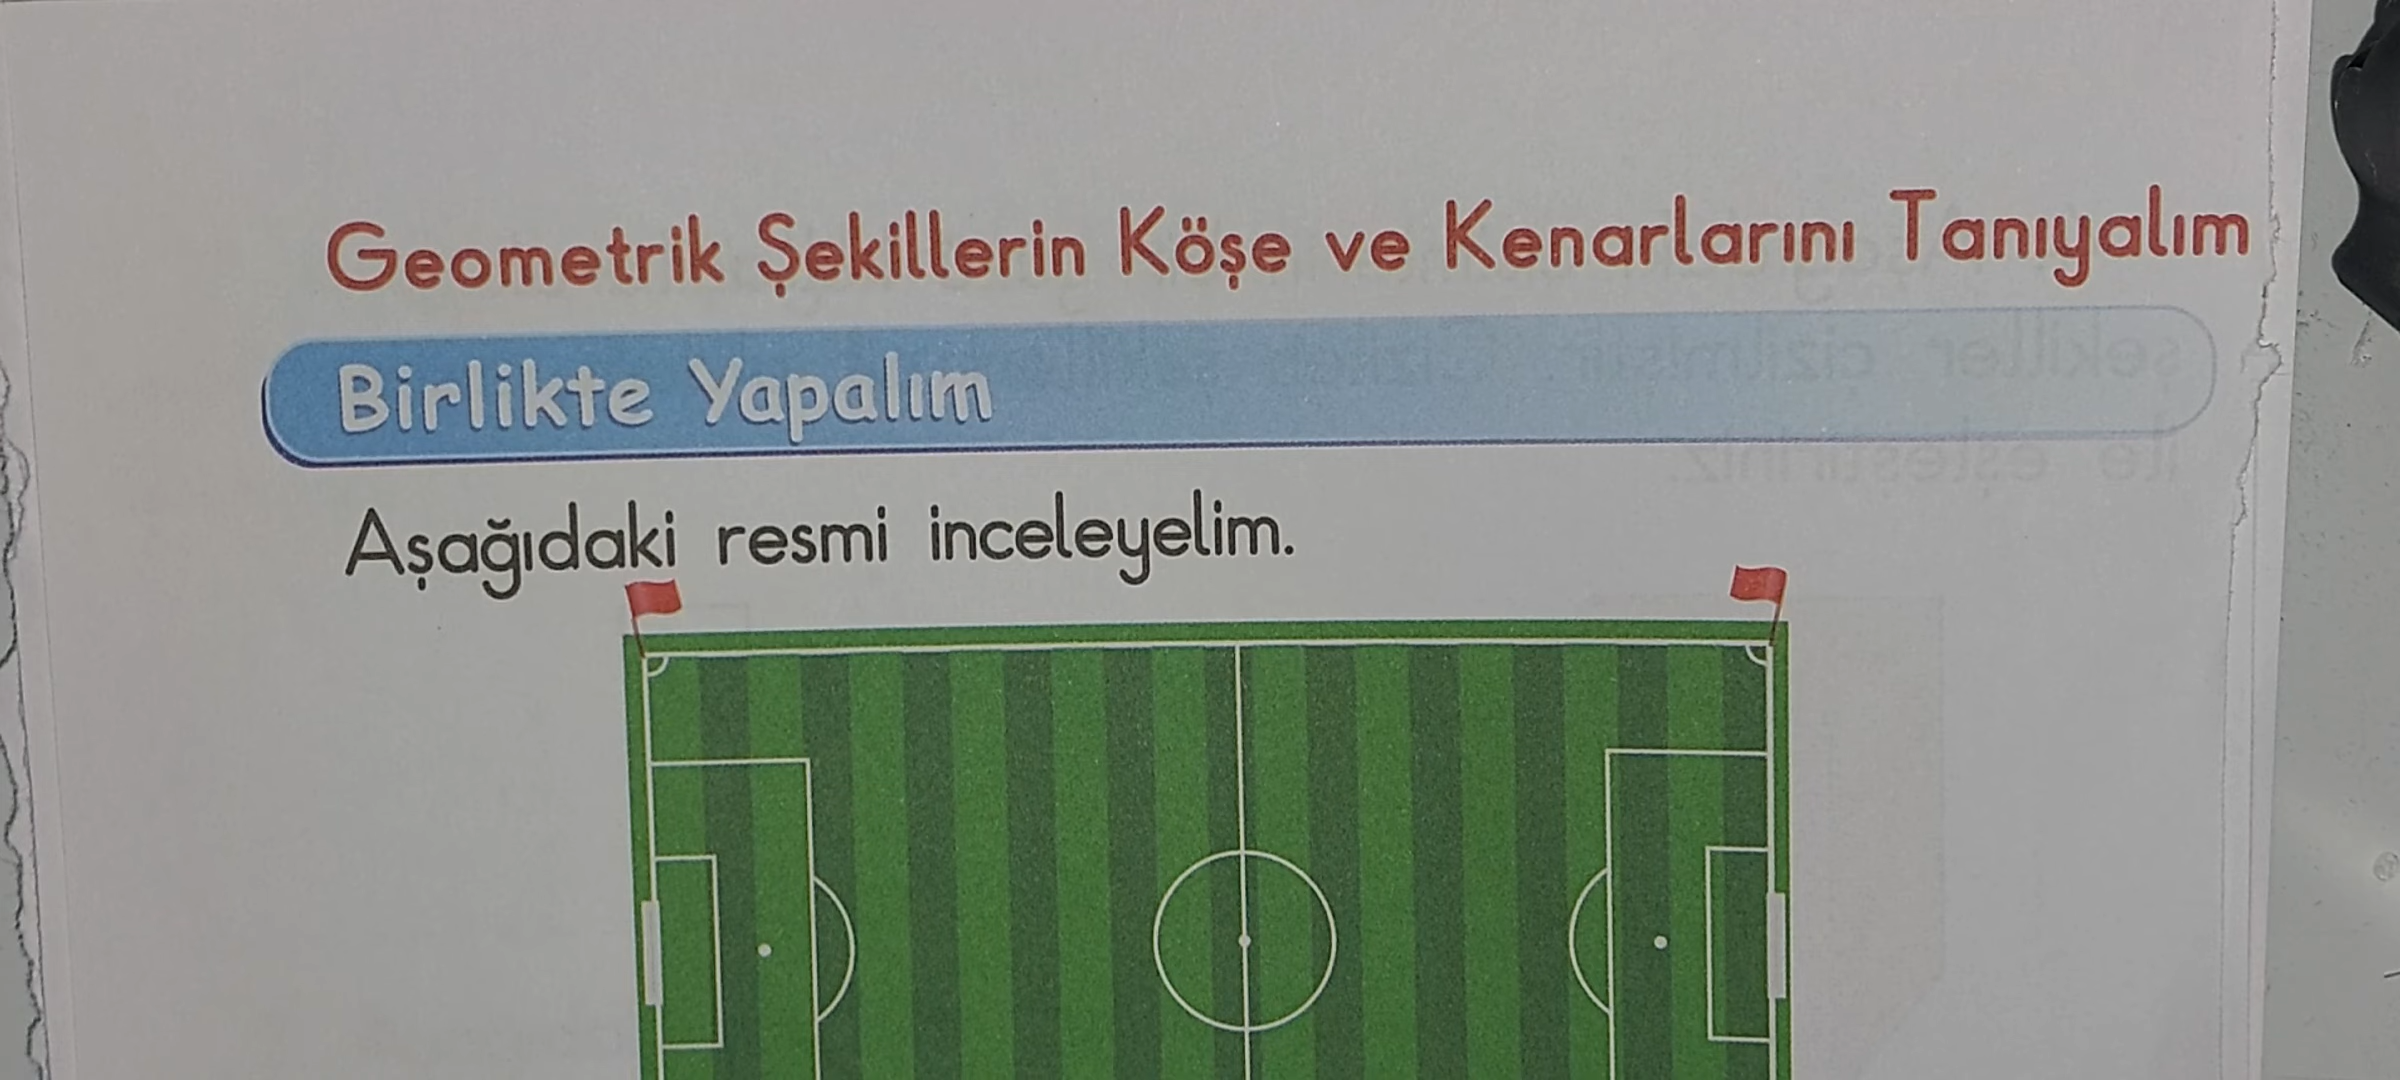 Geometrik Şekillerin Köşe ve Kenarlarını Tanıyalım
Birlikte Yapalım
Aşağıdaki resmi inceleyelim.